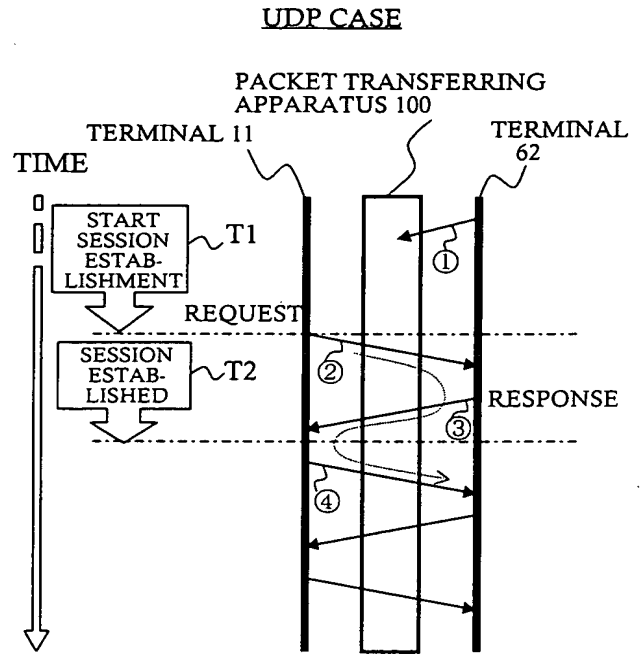 UDP CASE
PACKET TRANSFERRING
APPARATUS 100
TERMINAL 11
TERMINAL
62
TIME
START
SESSION
ESTAB-
LISHMENT
T1
①
REQUEST
SESSION
ESTAB-
LISHED
T2
②
RESPONSE
③
④